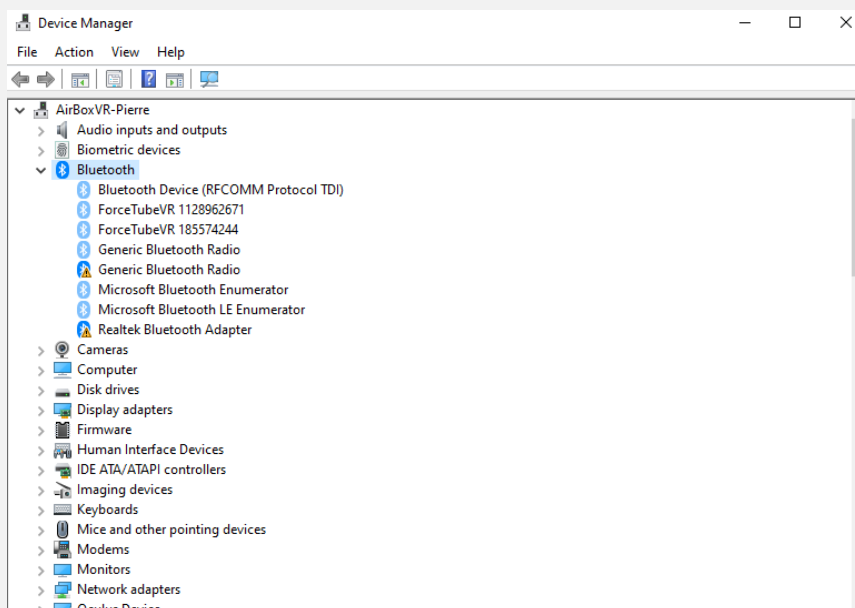 Device Manager
File Action View Help
AirBoxVR-Pierre
Audio inputs and outputs
Biometric devices
Bluetooth
Bluetooth Device (RFCOMM Protocol TDI)
ForceTubeVR 1128962671
ForceTubeVR 185574244
Generic Bluetooth Radio
Generic Bluetooth Radio
Microsoft Bluetooth Enumerator
Microsoft Bluetooth LE Enumerator
Realtek Bluetooth Adapter
Cameras
Computer
Disk drives
Display adapters
Firmware
Human Interface Devices
IDE ATA/ATAPI controllers
Imaging devices
Keyboards
Mice and other pointing devices
Modems
Monitors
Network adapters
Oculus Device